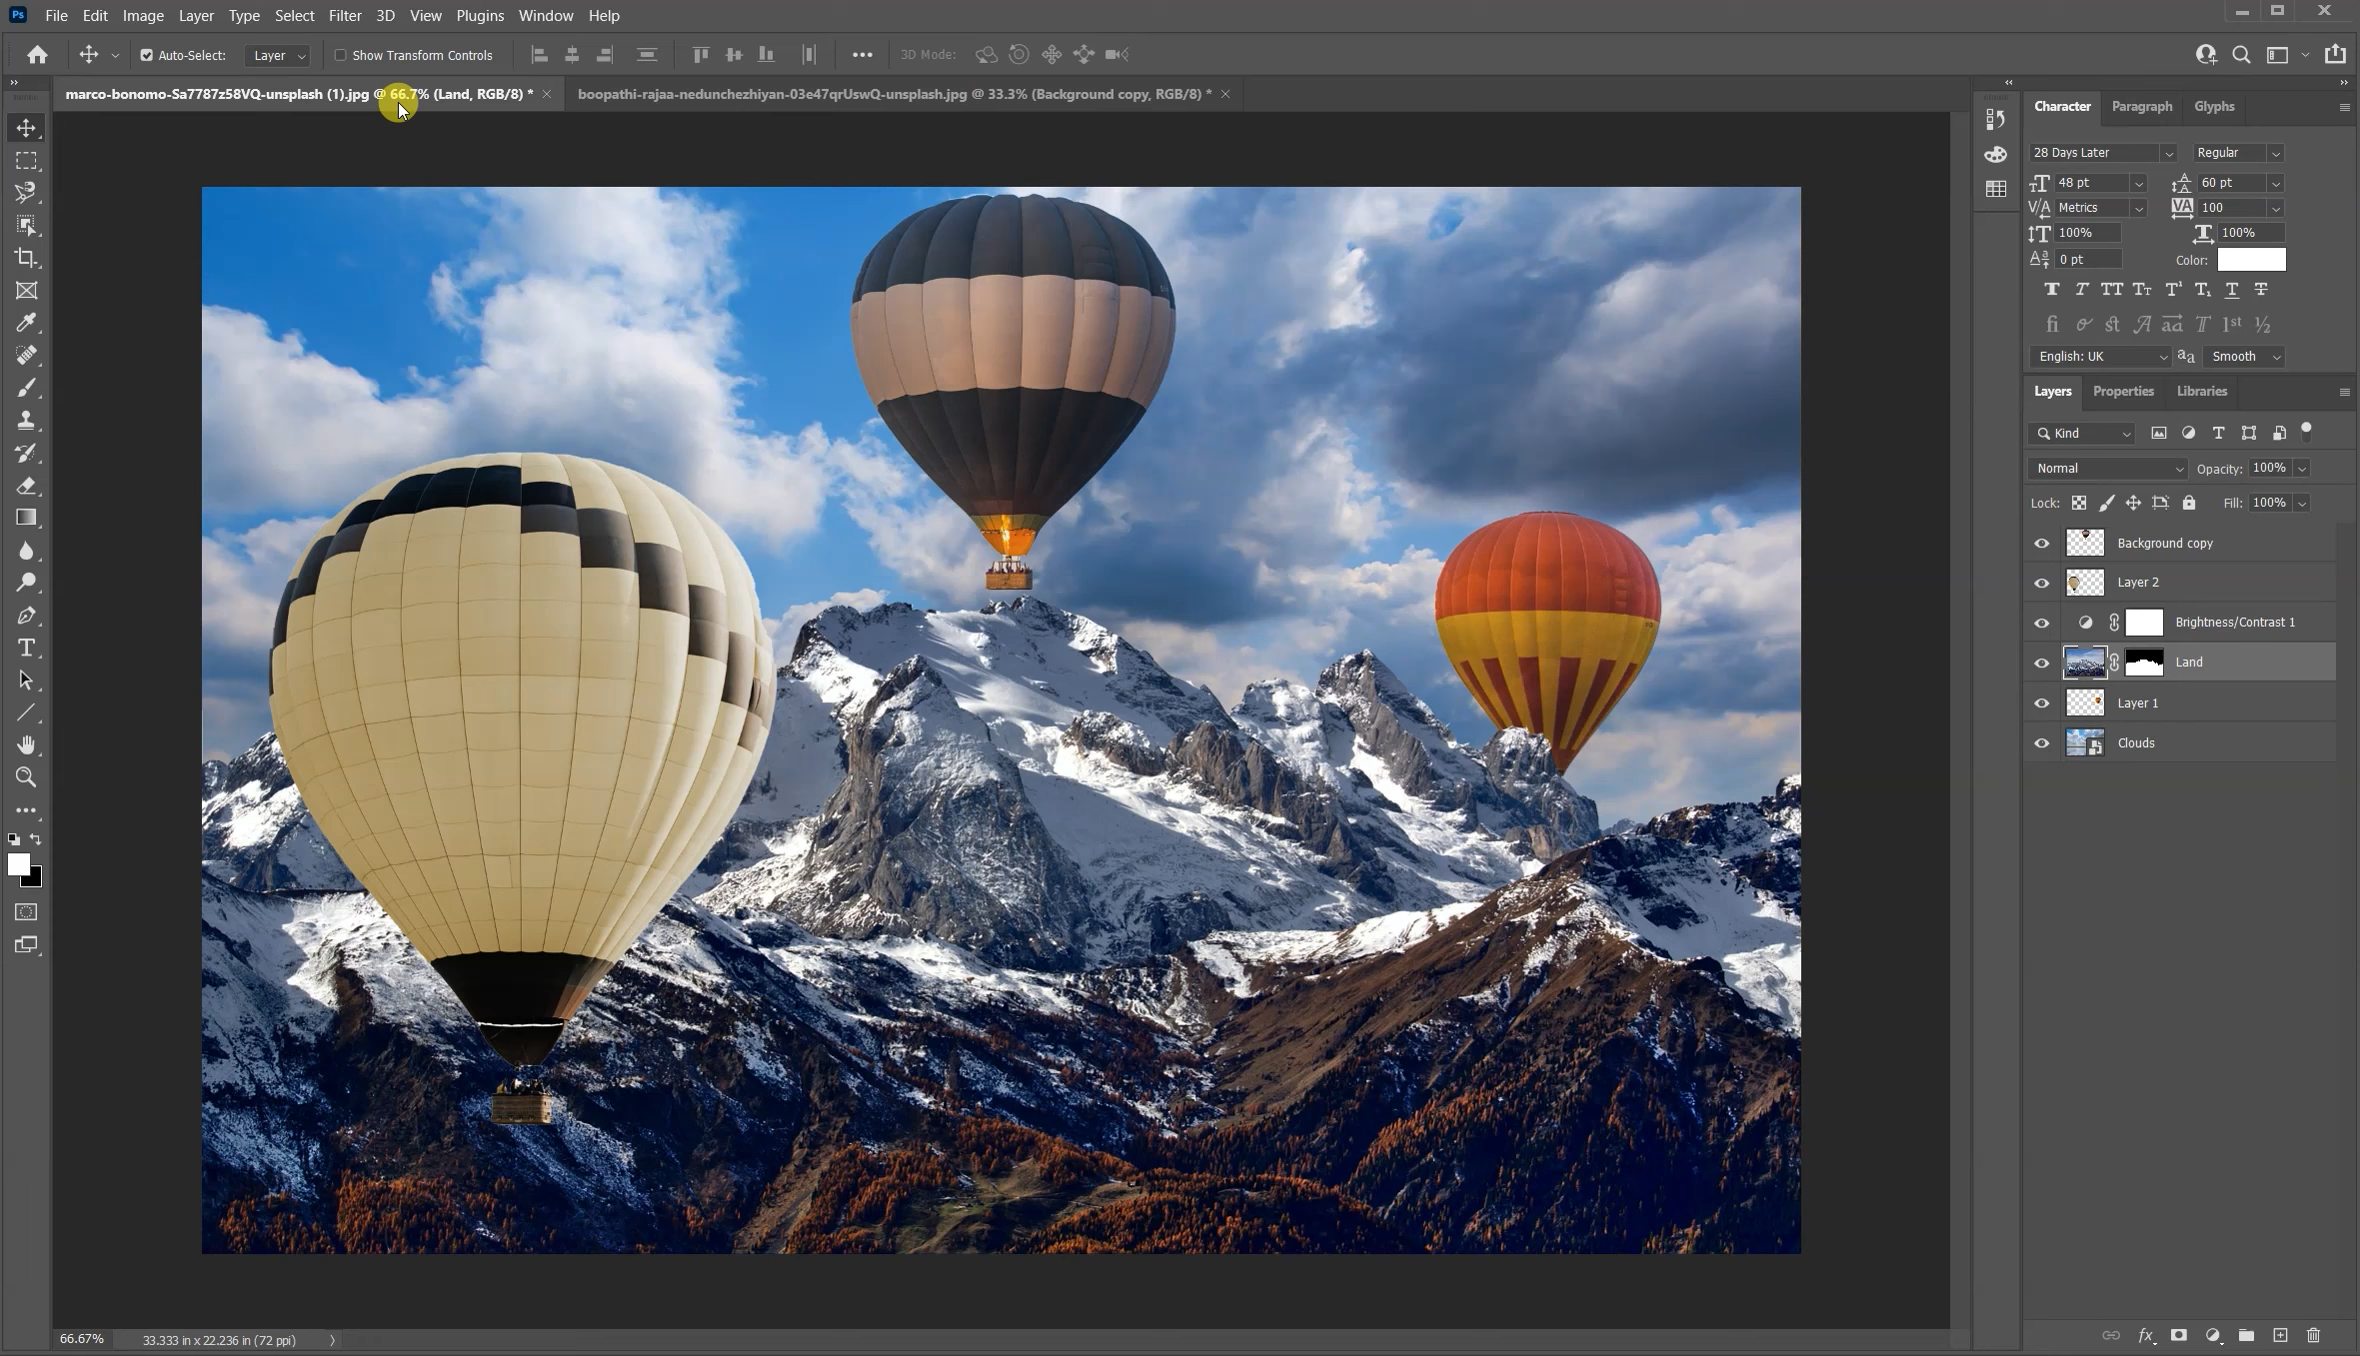 Ps File Edit Image Layer Type Select Filter 3D View Plugins Window Help
Auto-Select: Layer Show Transform Controls 3D Mode:
marco-bonomo-Sa7787z58VQ-unsplash (1).jpg @ 66.7% (Land, RGB/8) * boopathi-rajaa-nedunchezhiyan-03e47qrUswQ-unsplash.jpg @ 33.3% (Background copy, RGB/8) *
Character Paragraph Glyphs
28 Days Later Regular
48 pt 60 pt
Metrics 100
100% 100%
0 pt Color:
English: UK Smooth
Layers Properties Libraries
Kind
Normal Opacity: 100%
Lock: Fill: 100%
Background copy
Layer 2
Brightness/Contrast 1
Land
Layer 1
Clouds
66.67% 33.333 in x 22.236 in (72 ppi)